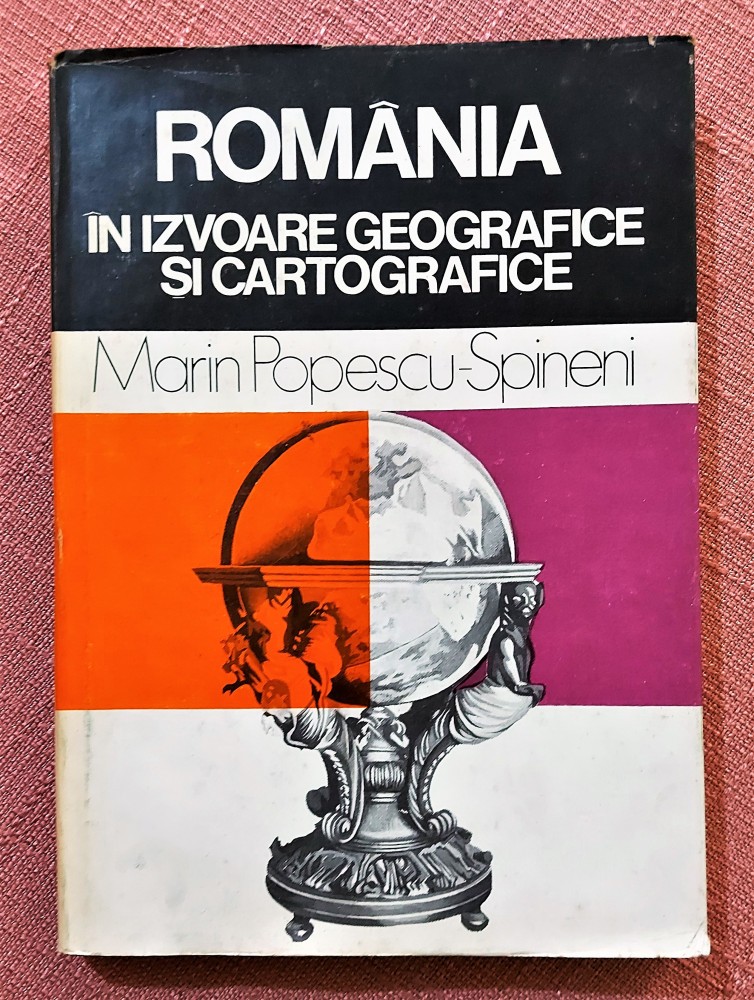 ROMÂNIA
ÎN IZVOARE GEOGRAFICE
ȘI CARTOGRAFICE
Marin Popescu-Spineni